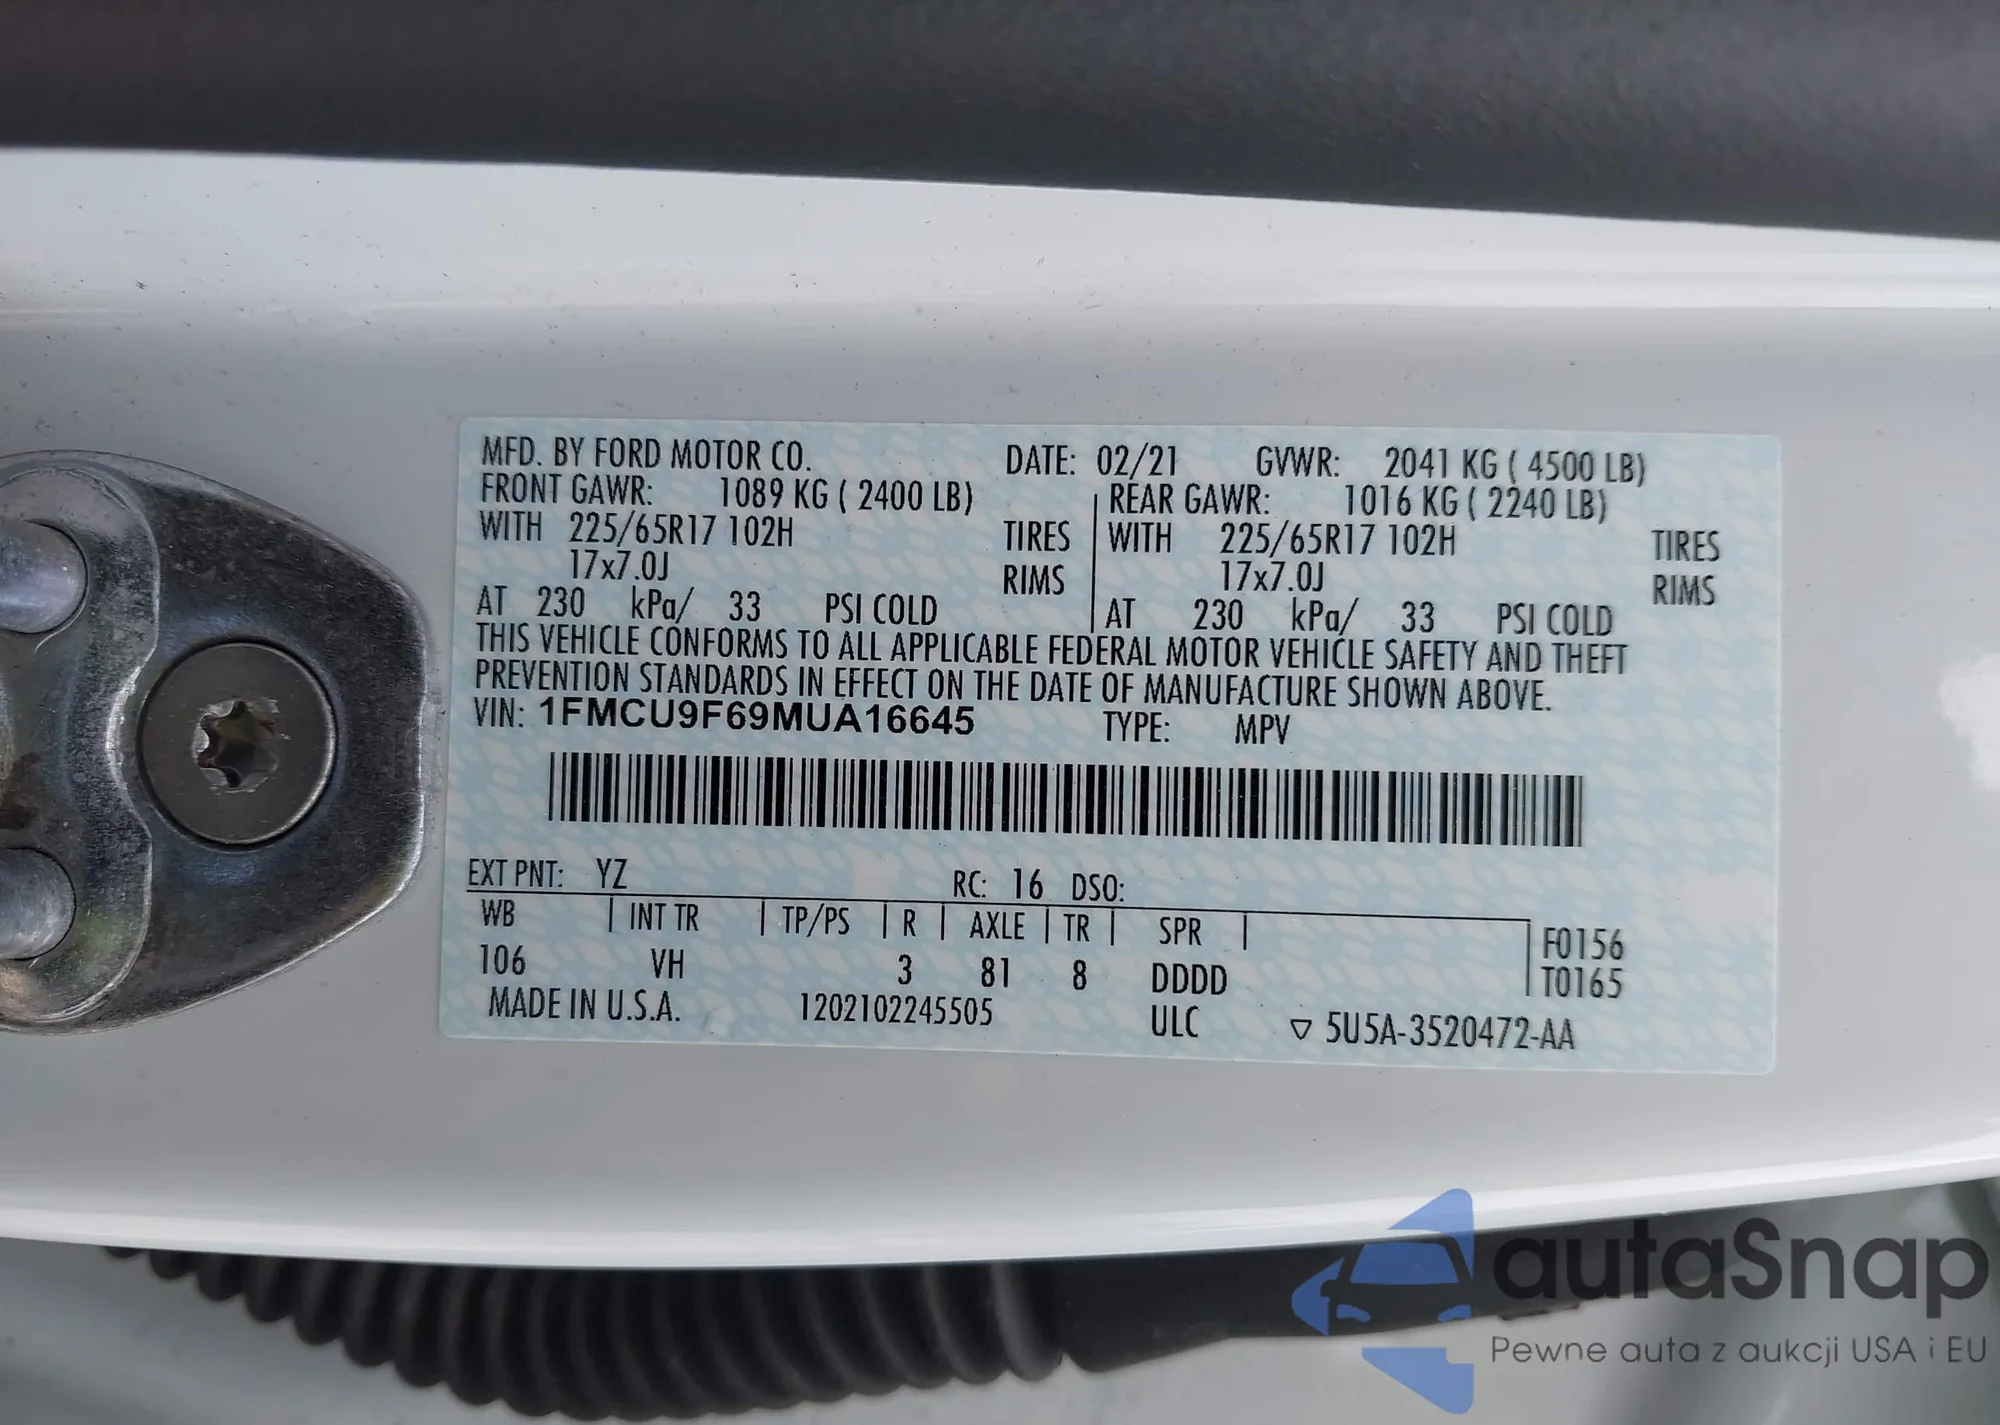 MFD. BY FORD MOTOR CO. DATE: 02/21 GVWR: 2041 KG ( 4500 LB)
FRONT GAWR: 1089 KG ( 2400 LB) REAR GAWR: 1016 KG ( 2240 LB)
WITH 225/65R17 102H TIRES WITH 225/65R17 102H TIRES
17x7.0J RIMS 17x7.0J RIMS
AT 230 kPa/ 33 PSI COLD AT 230 kPa/ 33 PSI COLD
THIS VEHICLE CONFORMS TO ALL APPLICABLE FEDERAL MOTOR VEHICLE SAFETY AND THEFT
PREVENTION STANDARDS IN EFFECT ON THE DATE OF MANUFACTURE SHOWN ABOVE.
VIN: 1FMCU9F69MUA16645 TYPE: MPV
EXT PNT: YZ RC: 16 DSO:
WB INT TR TP/PS R AXLE TR SPR F0156
106 VH 3 81 8 DDDD T0165
MADE IN U.S.A. 1202102245505 ULC ▽ 5U5A-3520472-AA
autaSnap
Pewne auta z aukcji USA i EU